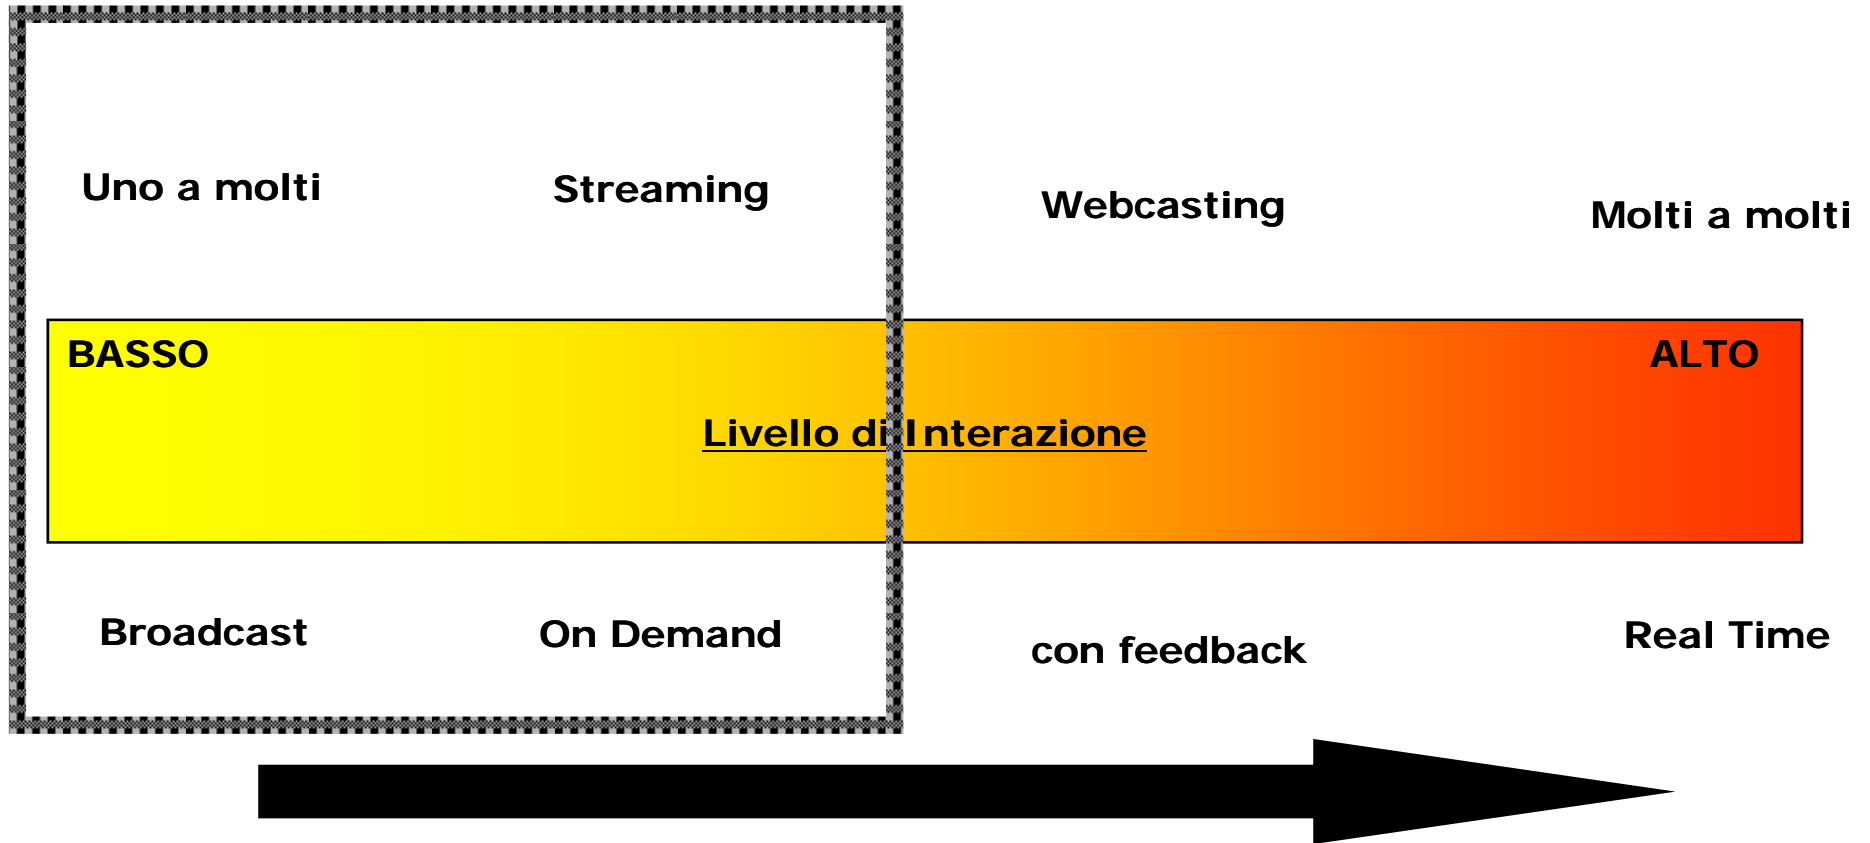 Uno a molti
Streaming
Webcasting
Molti a molti
BASSO
ALTO
Livello di Interazione
Broadcast
On Demand
con feedback
Real Time